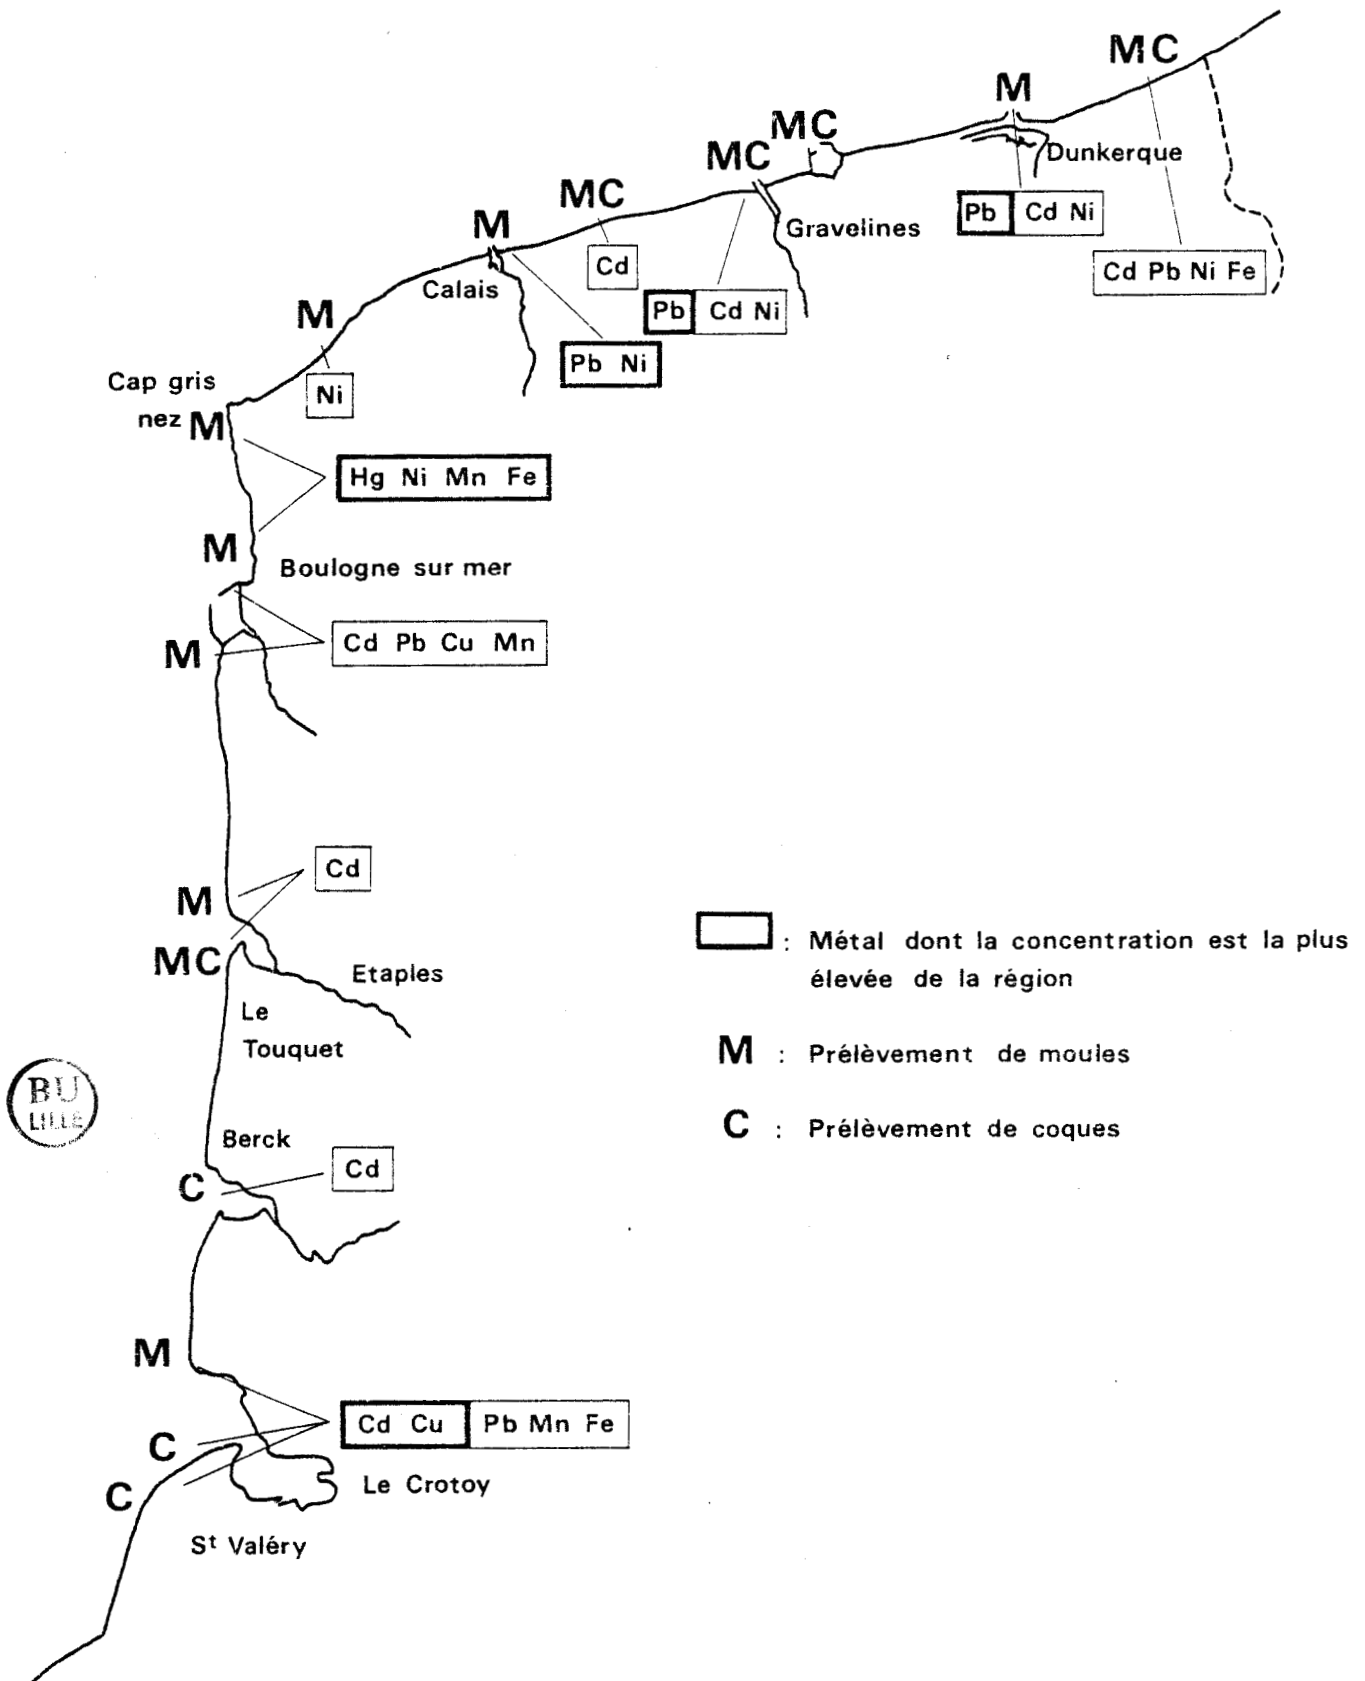 MC
M
MC
Dunkerque
MC
MC
Pb Cd Ni
Gravelines
M
Cd Pb Ni Fe
Cd
Calais
Pb Cd Ni
M
Pb Ni
Cap gris
nez M
Ni
Hg Ni Mn Fe
M
Boulogne sur mer
M
Cd Pb Cu Mn
Cd
M
MC
Etaples
Le
Touquet
: Métal dont la concentration est la plus
élevée de la région
M : Prélèvement de moules
C : Prélèvement de coques
BU
LILLE
Berck
Cd
C
M
Cd Cu Pb Mn Fe
C
Le Crotoy
C
St Valéry